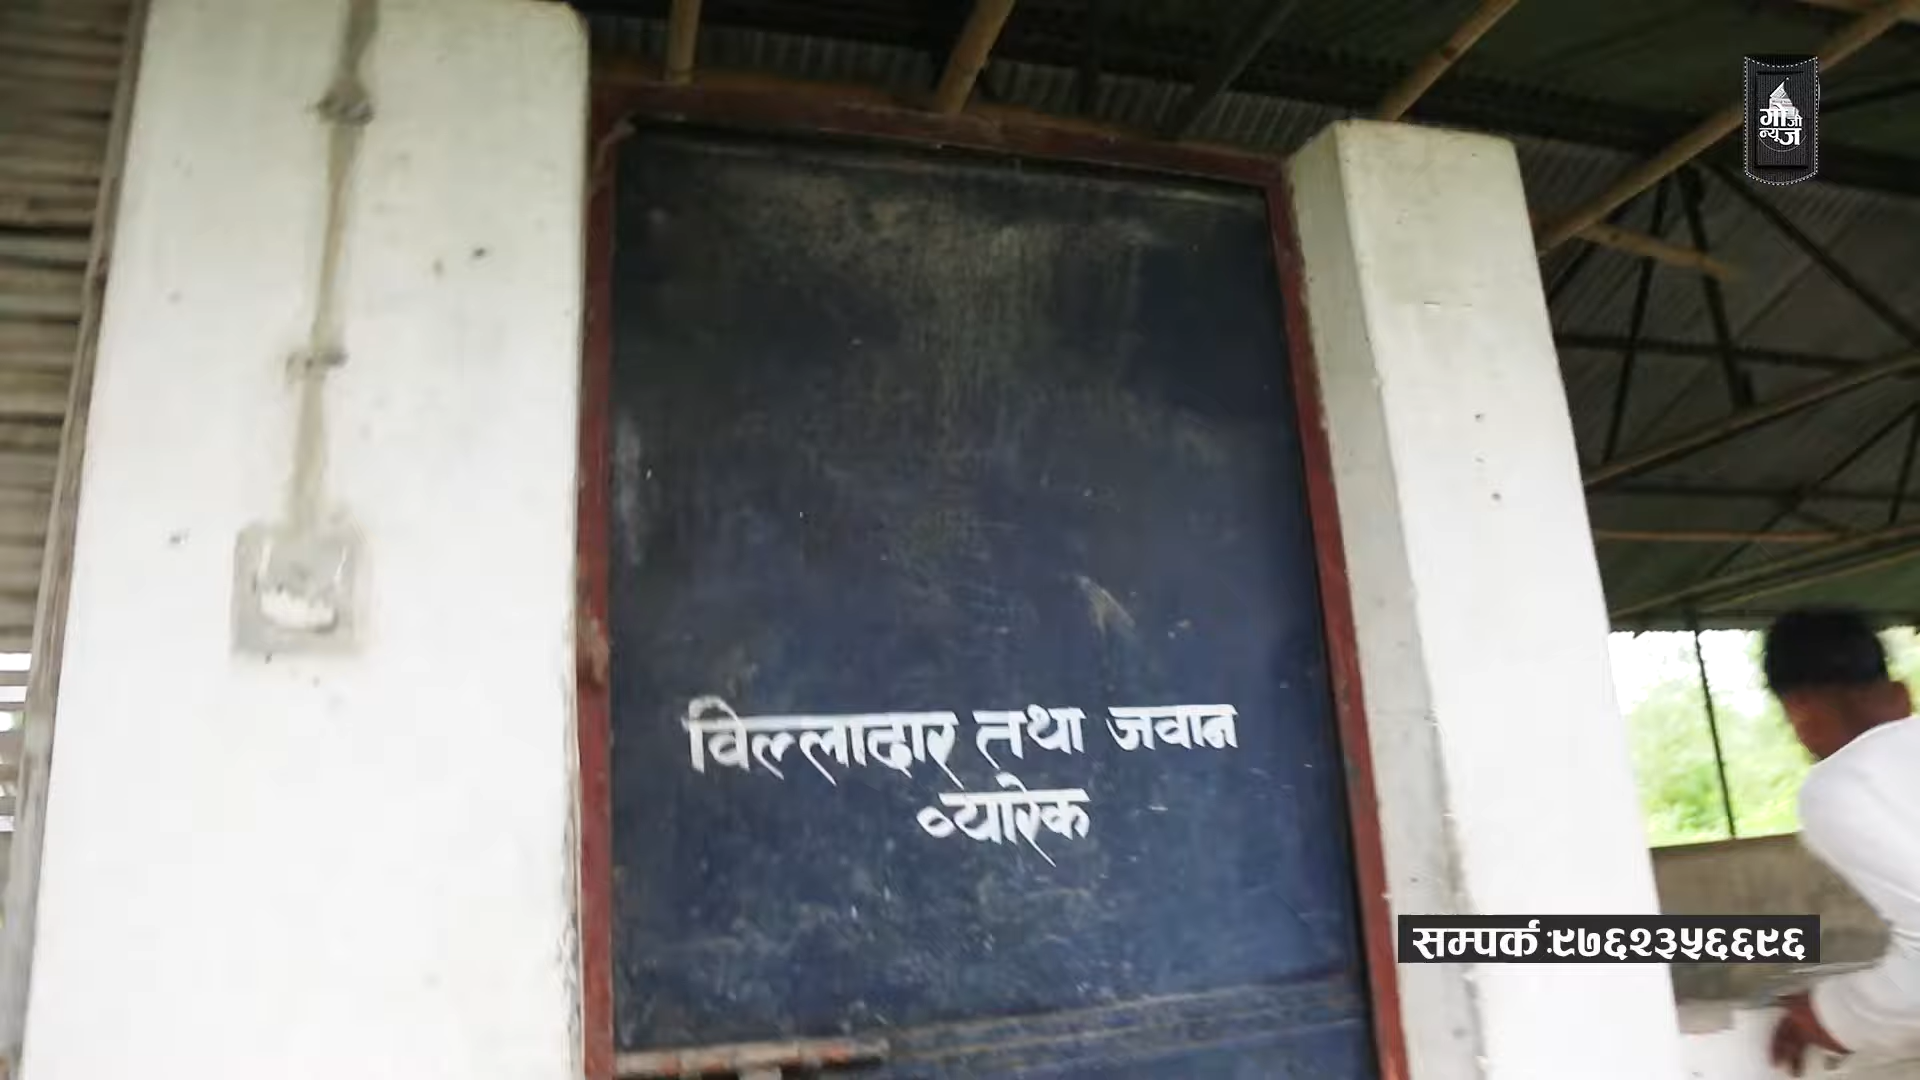 गोजी
न्यूज
विल्लादार तथा जवान
व्यारेक
सम्पर्क :९७६२३५६६९६